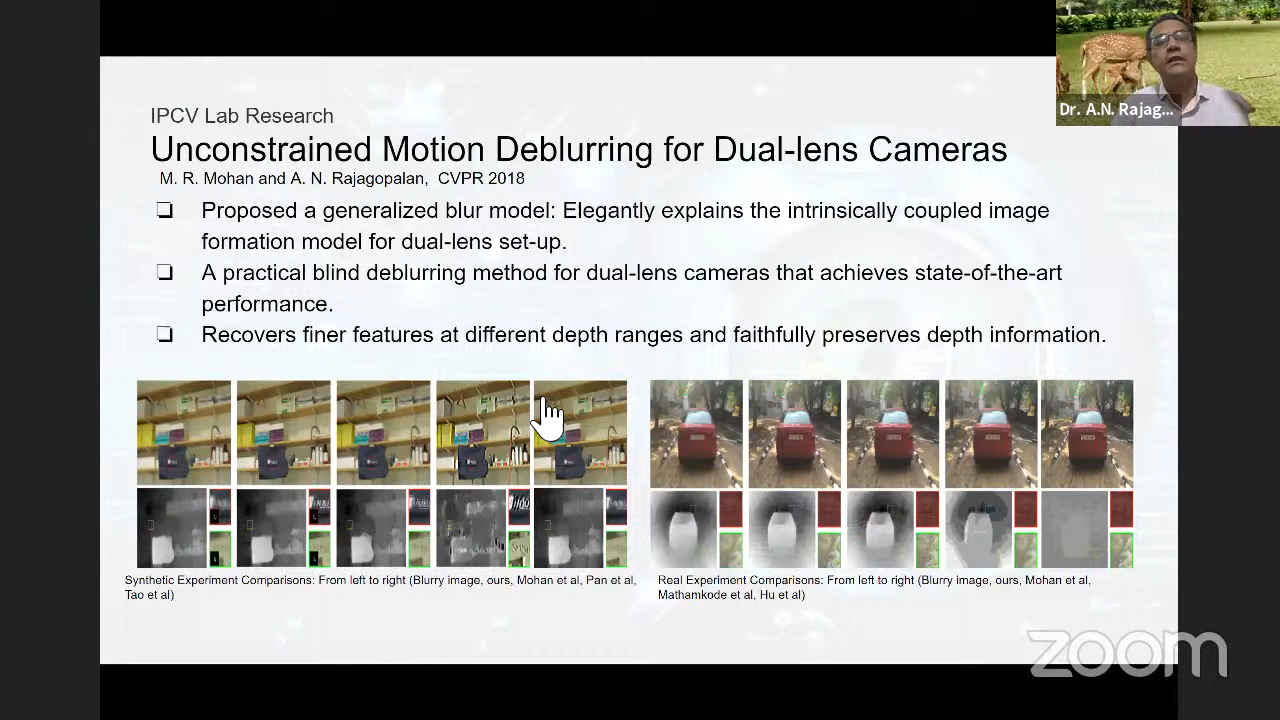 Dr. A.N. Rajag...
IPCV Lab Research
Unconstrained Motion Deblurring for Dual-lens Cameras
M. R. Mohan and A. N. Rajagopalan, CVPR 2018
❏ Proposed a generalized blur model: Elegantly explains the intrinsically coupled image
formation model for dual-lens set-up.
❏ A practical blind deblurring method for dual-lens cameras that achieves state-of-the-art
performance.
❏ Recovers finer features at different depth ranges and faithfully preserves depth information.
Synthetic Experiment Comparisons: From left to right (Blurry image, ours, Mohan et al, Pan et al,
Tao et al)
Real Experiment Comparisons: From left to right (Blurry image, ours, Mohan et al,
Mathamkode et al, Hu et al)
zoom